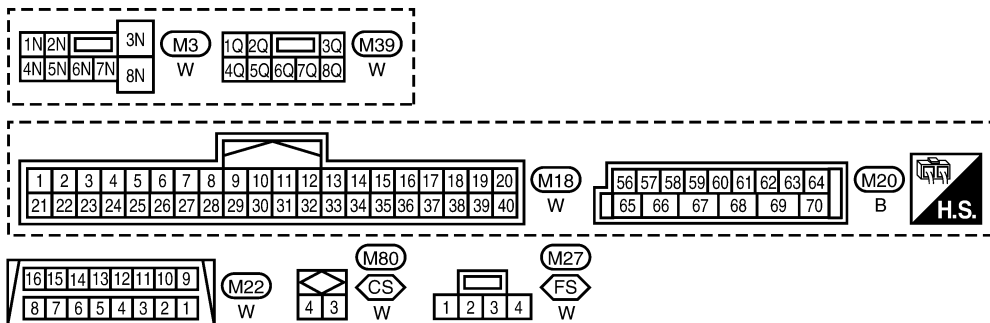 1N 2N 3N M3 1Q 2Q 3Q M39
4N 5N 6N 7N 8N W 4Q 5Q 6Q 7Q 8Q W
1 2 3 4 5 6 7 8 9 10 11 12 13 14 15 16 17 18 19 20 M18 56 57 58 59 60 61 62 63 64 M20
21 22 23 24 25 26 27 28 29 30 31 32 33 34 35 36 37 38 39 40 W 65 66 67 68 69 70 B H.S.
16 15 14 13 12 11 10 9 M22 M80 M27
8 7 6 5 4 3 2 1 W 4 3 CS W 1 2 3 4 FS W